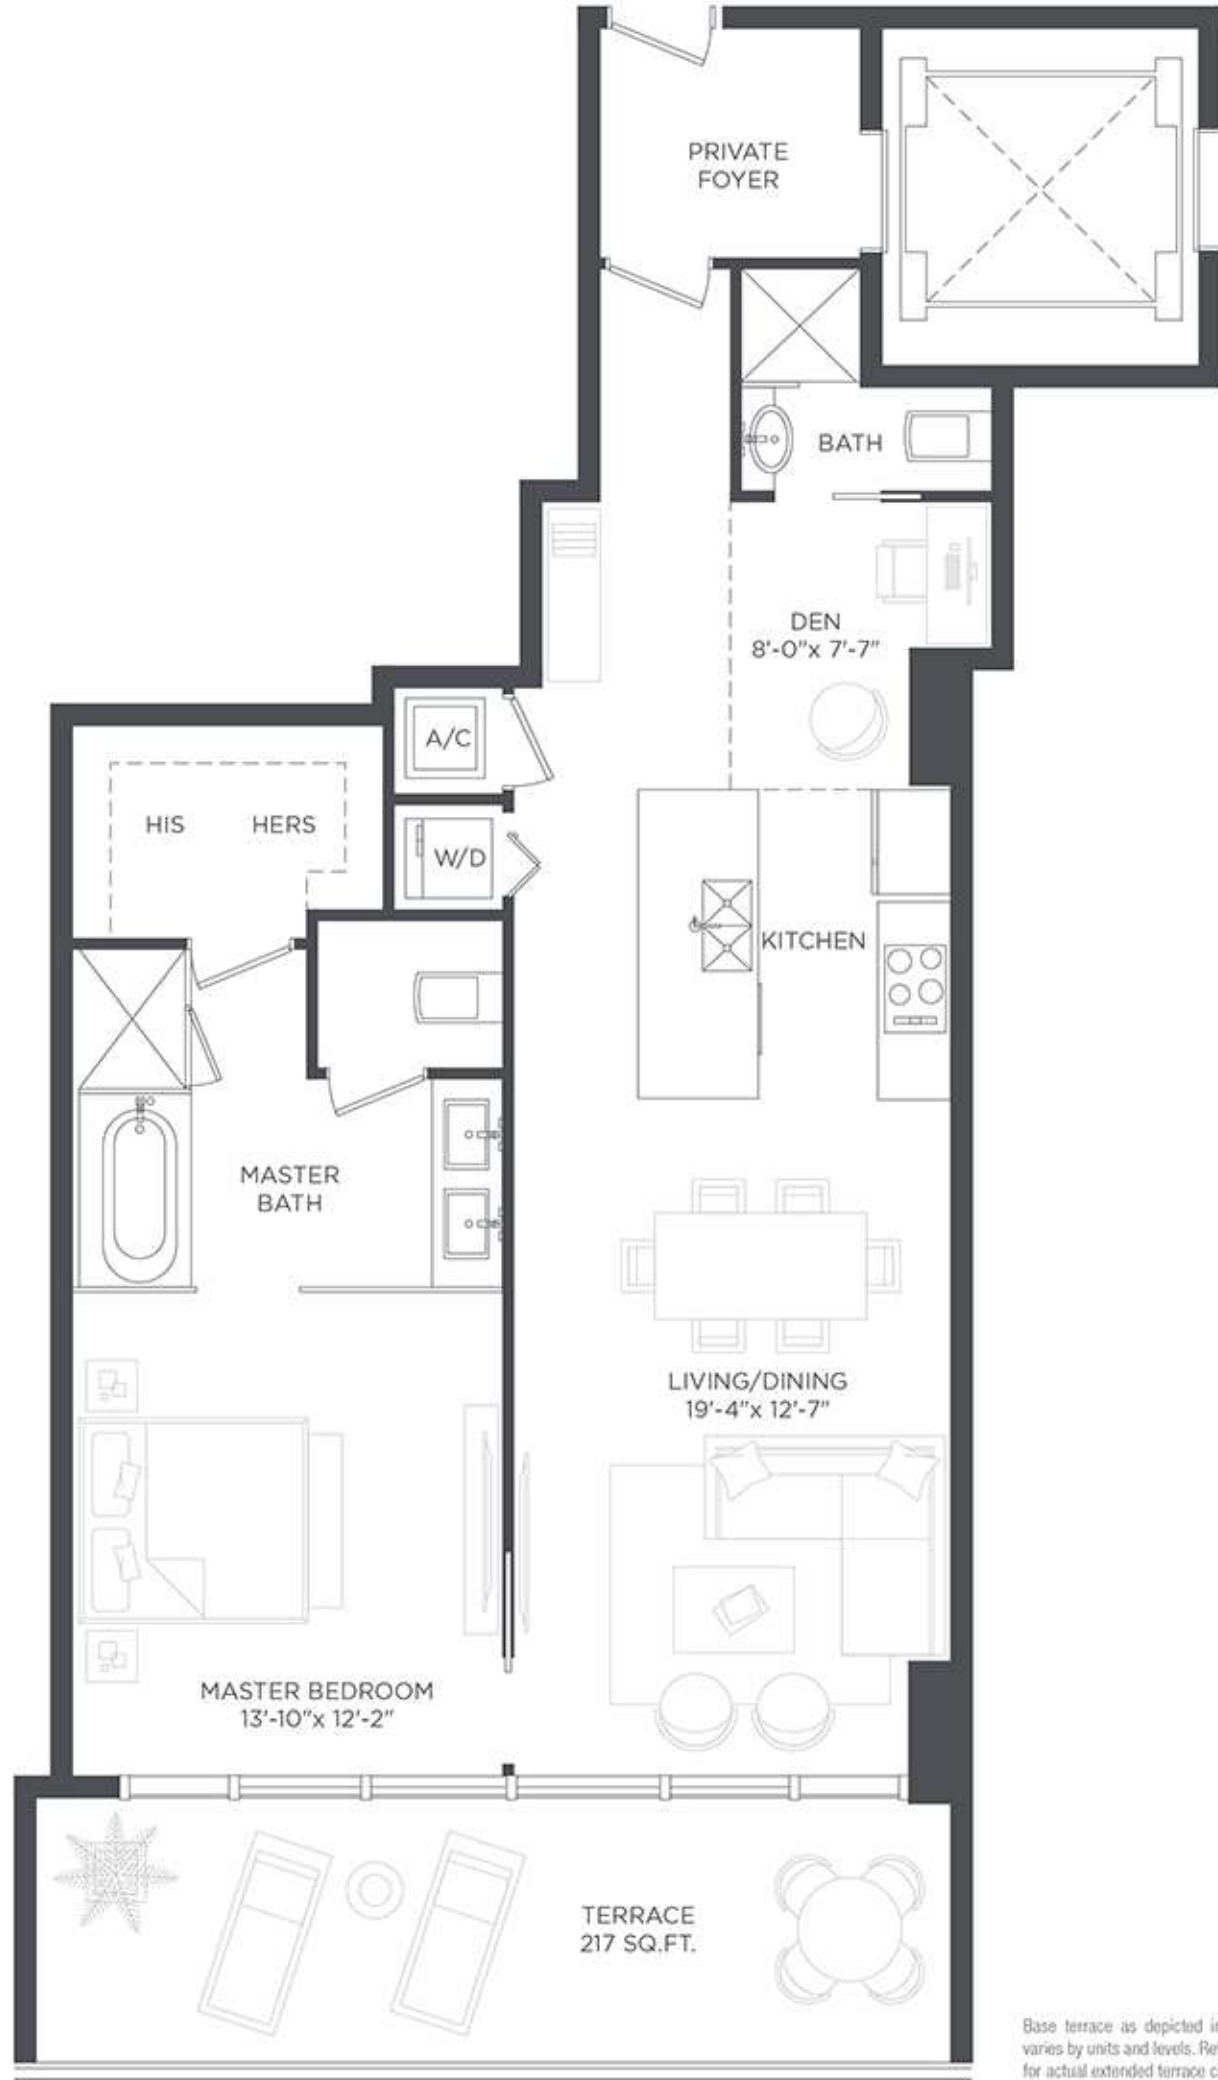 PRIVATE
FOYER
BATH
DEN
8'-0"x 7'-7"
A/C
HIS HERS
W/D
KITCHEN
MASTER
BATH
LIVING/DINING
19'-4"x 12'-7"
MASTER BEDROOM
13'-10"x 12'-2"
TERRACE
217 SQ.FT.
Base terrace as depicted
varies by units and levels.
for actual extended terrace